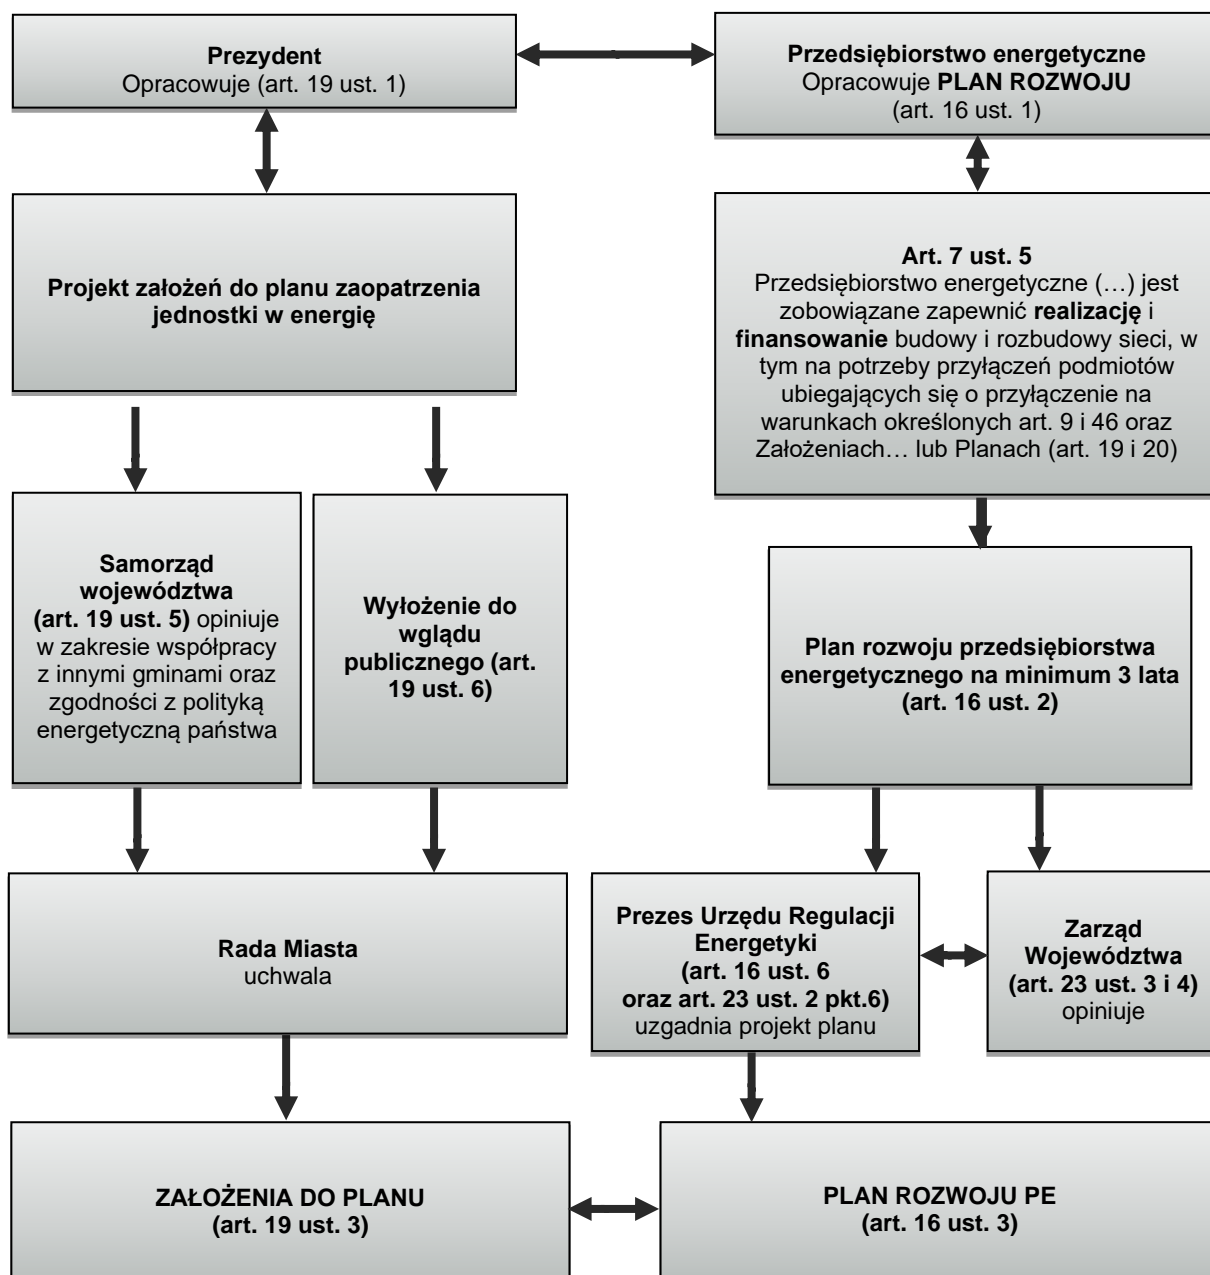 Prezydent
Opracowuje (art. 19 ust. 1)
Przedsiębiorstwo energetyczne
Opracowuje PLAN ROZWOJU
(art. 16 ust. 1)
Projekt założeń do planu zaopatrzenia
jednostki w energię
Art. 7 ust. 5
Przedsiębiorstwo energetyczne (…) jest
zobowiązane zapewnić realizację i
finansowanie budowy i rozbudowy sieci, w
tym na potrzeby przyłączeń podmiotów
ubiegających się o przyłączenie na
warunkach określonych art. 9 i 46 oraz
Założeniach… lub Planach (art. 19 i 20)
Samorząd
województwa
(art. 19 ust. 5) opiniuje
w zakresie współpracy
z innymi gminami oraz
zgodności z polityką
energetyczną państwa
Wyłożenie do
wglądu
publicznego (art.
19 ust. 6)
Plan rozwoju przedsiębiorstwa
energetycznego na minimum 3 lata
(art. 16 ust. 2)
Rada Miasta
uchwala
Prezes Urzędu Regulacji
Energetyki
(art. 16 ust. 6
oraz art. 23 ust. 2 pkt.6)
uzgadnia projekt planu
Zarząd
Województwa
(art. 23 ust. 3 i 4)
opiniuje
ZAŁOŻENIA DO PLANU
(art. 19 ust. 3)
PLAN ROZWOJU PE
(art. 16 ust. 3)